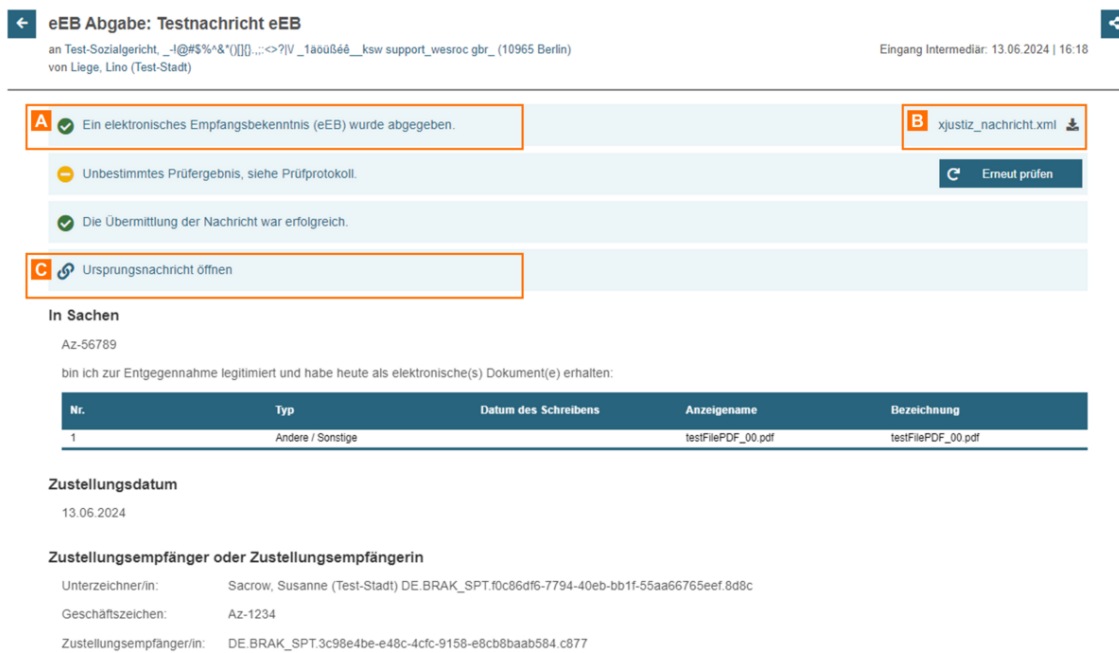 eEB Abgabe: Testnachricht eEB
an Test-Sozialgericht, _-!@#$%^&*()[]{}.,;:<>?|\/ _1äöüßéê__ksw support_wesroc gbr_ (10965 Berlin)
Eingang Intermediär: 13.06.2024 | 16:18
von Liege, Lino (Test-Stadt)
A Ein elektronisches Empfangsbekenntnis (eEB) wurde abgegeben. B xjustiz_nachricht.xml
Unbestimmtes Prüfergebnis, siehe Prüfprotokoll. Erneut prüfen
Die Übermittlung der Nachricht war erfolgreich.
C Ursprungsnachricht öffnen
In Sachen
Az-56789
bin ich zur Entgegennahme legitimiert und habe heute als elektronische(s) Dokument(e) erhalten:
Nr. Typ Datum des Schreibens Anzeigename Bezeichnung
1 Andere / Sonstige testFilePDF_00.pdf testFilePDF_00.pdf
Zustellungsdatum
13.06.2024
Zustellungsempfänger oder Zustellungsempfängerin
Unterzeichner/in: Sacrow, Susanne (Test-Stadt) DE.BRAK_SPT.f0c86df6-7794-40eb-bb1f-55aa66765eef.8d8c
Geschäftszeichen: Az-1234
Zustellungsempfänger/in: DE.BRAK_SPT.3c98e4be-e48c-4cfc-9158-e8cb8baab584.c877